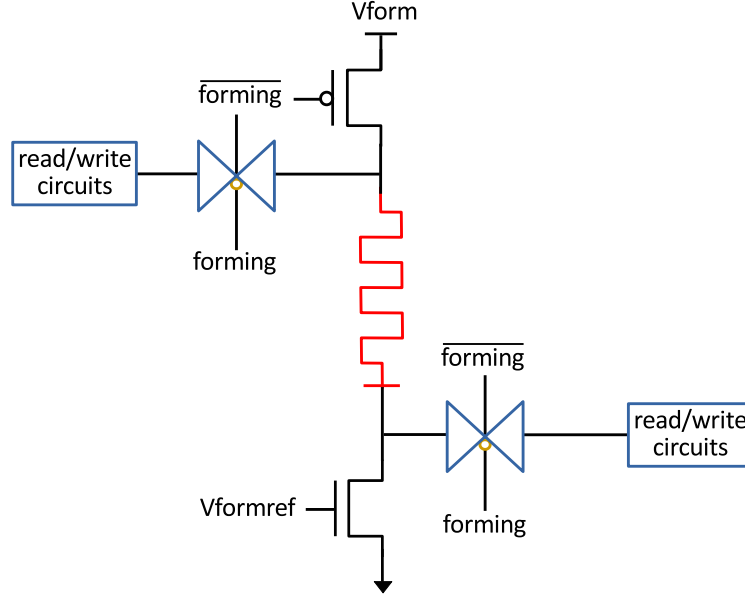 Vform
forming
read/write
circuits
forming
forming
read/write
circuits
Vformref
forming